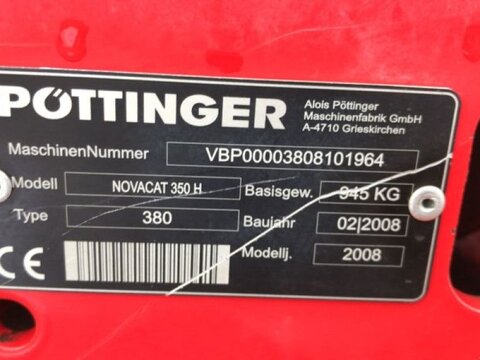 PÖTTINGER
Alois Pöttinger
Maschinenfabrik GmbH
A-4710 Grieskirchen
MaschinenNummer VBP00003808101964
Modell NOVACAT 350 H Basisgew. 945 KG
Type 380 Baujahr 02|2008
CE Modellj. 2008